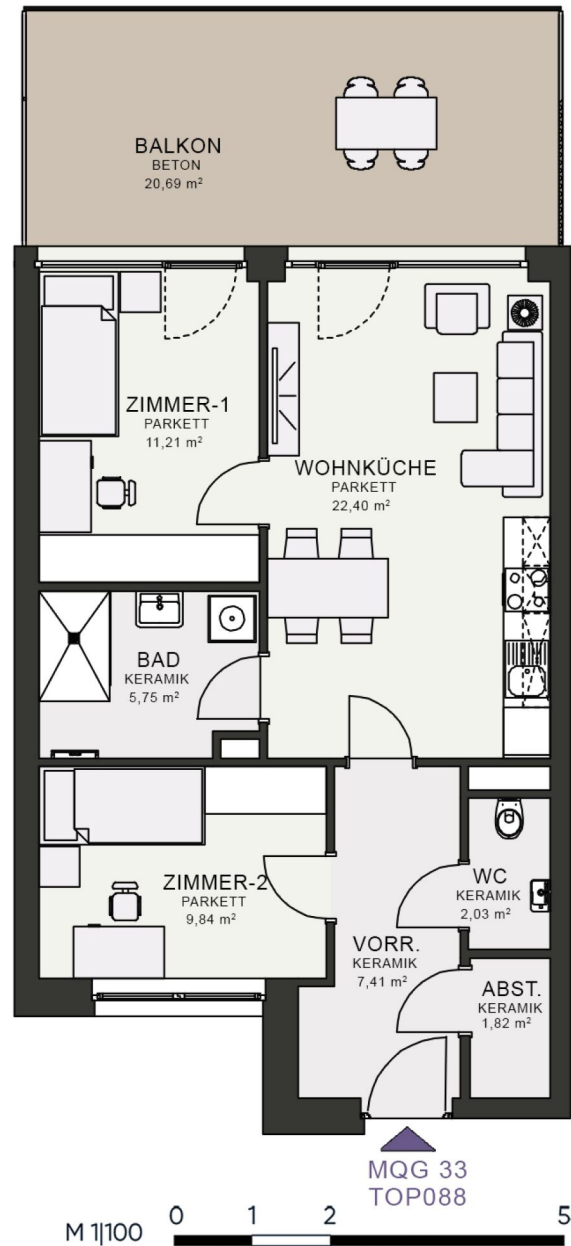 BALKON
BETON
20,69 m²
ZIMMER-1
PARKETT
11,21 m²
WOHNKÜCHE
PARKETT
22,40 m²
BAD
KERAMIK
5,75 m²
ZIMMER-2
PARKETT
9,84 m²
WC
KERAMIK
2,03 m²
VORR.
KERAMIK
7,41 m²
ABST.
KERAMIK
1,82 m²
MQG 33
TOP088
M 1|100 0 1 2 5